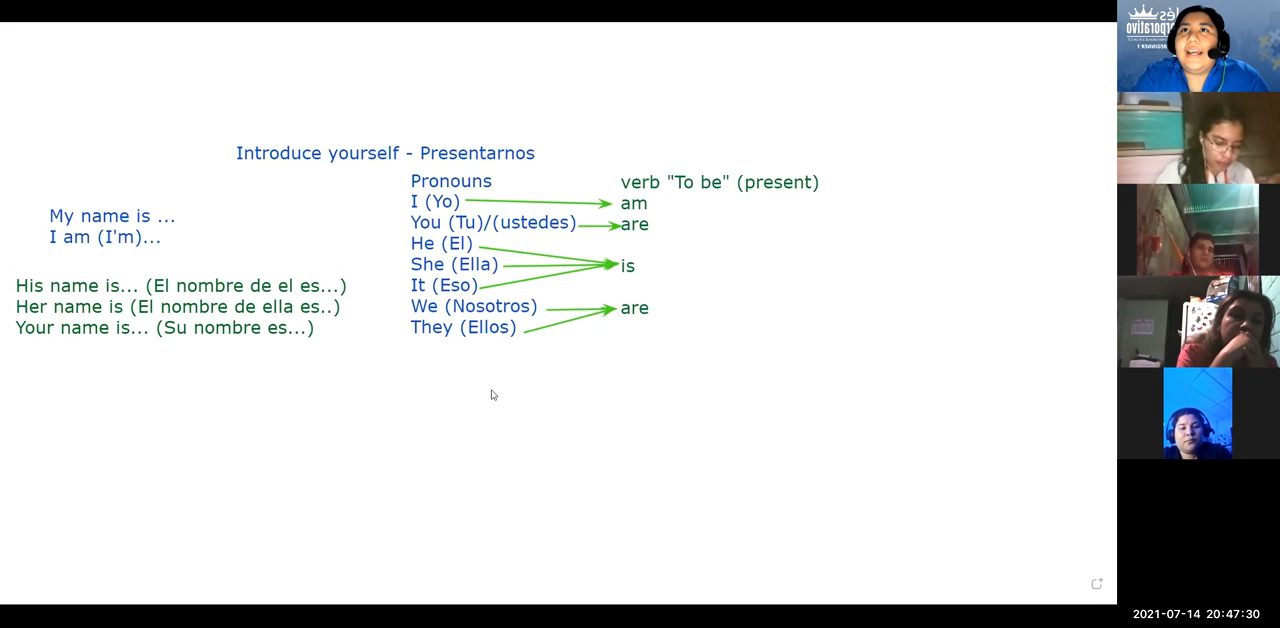 Introduce yourself - Presentarnos
My name is ...
I am (I'm)...
His name is... (El nombre de el es...)
Her name is (El nombre de ella es..)
Your name is... (Su nombre es...)
Pronouns
I (Yo)
You (Tu)/(ustedes)
He (El)
She (Ella)
It (Eso)
We (Nosotros)
They (Ellos)
verb "To be" (present)
am
are
is
are
2021-07-14 20:47:30